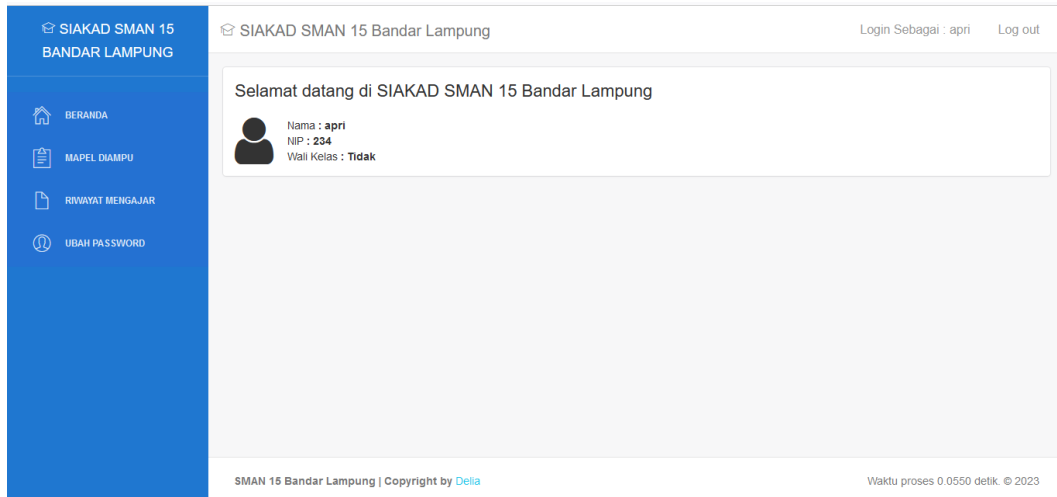 SIAKAD SMAN 15
BANDAR LAMPUNG
BERANDA
MAPEL DIAMPU
RIWAYAT MENGAJAR
UBAH PASSWORD
SIAKAD SMAN 15 Bandar Lampung
Login Sebagai : apri Log out
Selamat datang di SIAKAD SMAN 15 Bandar Lampung
Nama : apri
NIP : 234
Wali Kelas : Tidak
SMAN 15 Bandar Lampung | Copyright by Delia
Waktu proses 0.0550 detik. © 2023